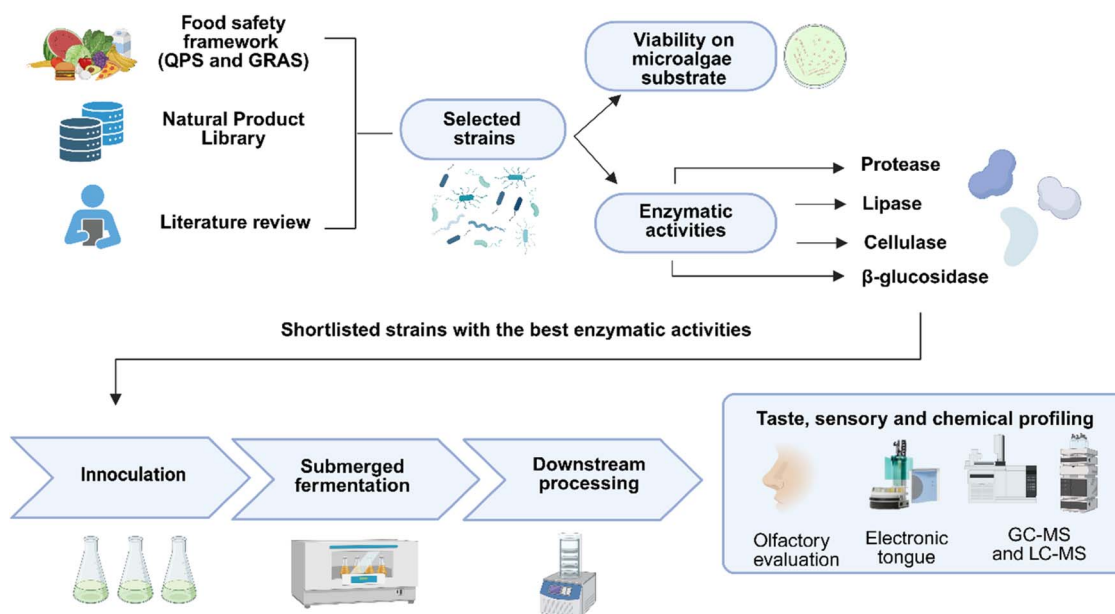 Food safety
framework
(QPS and GRAS)
Natural Product
Library
Literature review
Selected
strains
Viability on
microalgae
substrate
Enzymatic
activities
Protease
Lipase
Cellulase
β-glucosidase
Shortlisted strains with the best enzymatic activities
Innoculation
Submerged
fermentation
Downstream
processing
Taste, sensory and chemical profiling
Olfactory
evaluation
Electronic
tongue
GC-MS
and LC-MS